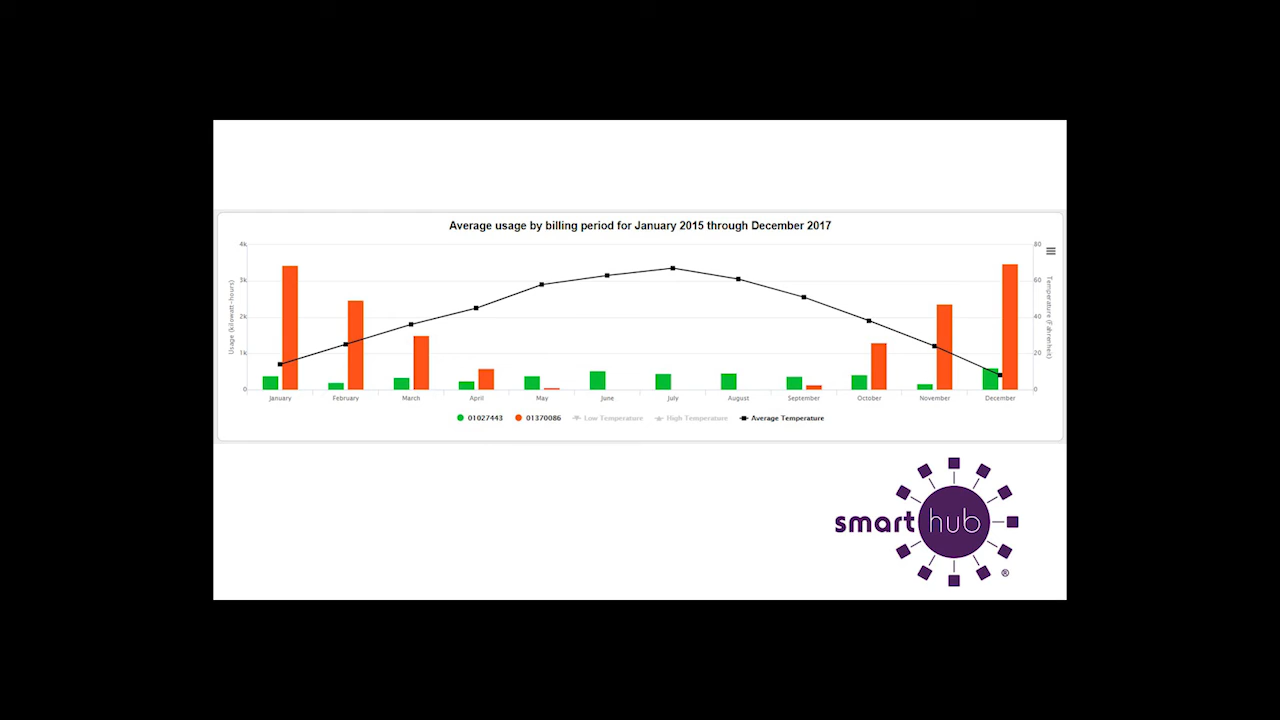 Average usage by billing period for January 2015 through December 2017
4k
3k
2k
1k
0
Usage (kilowatt-hours)
80
60
40
20
0
Temperature (Fahrenheit)
January February March April May June July August September October November December
01027443 01370086 Low Temperature High Temperature Average Temperature
smart hub ®